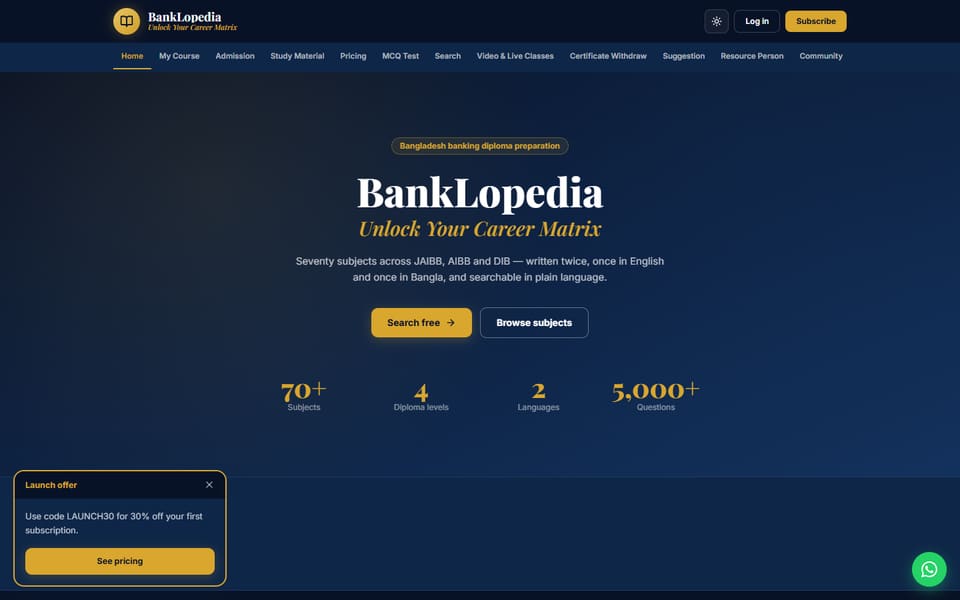 BankLopedia
Unlock Your Career Matrix
Log in
Subscribe
Home
My Course
Admission
Study Material
Pricing
MCQ Test
Search
Video & Live Classes
Certificate Withdraw
Suggestion
Resource Person
Community
Bangladesh banking diploma preparation
BankLopedia
Unlock Your Career Matrix
Seventy subjects across JAIBB, AIBB and DIB — written twice, once in English
and once in Bangla, and searchable in plain language.
Search free →
Browse subjects
70+
Subjects
4
Diploma levels
2
Languages
5,000+
Questions
Launch offer
Use code LAUNCH30 for 30% off your first
subscription.
See pricing